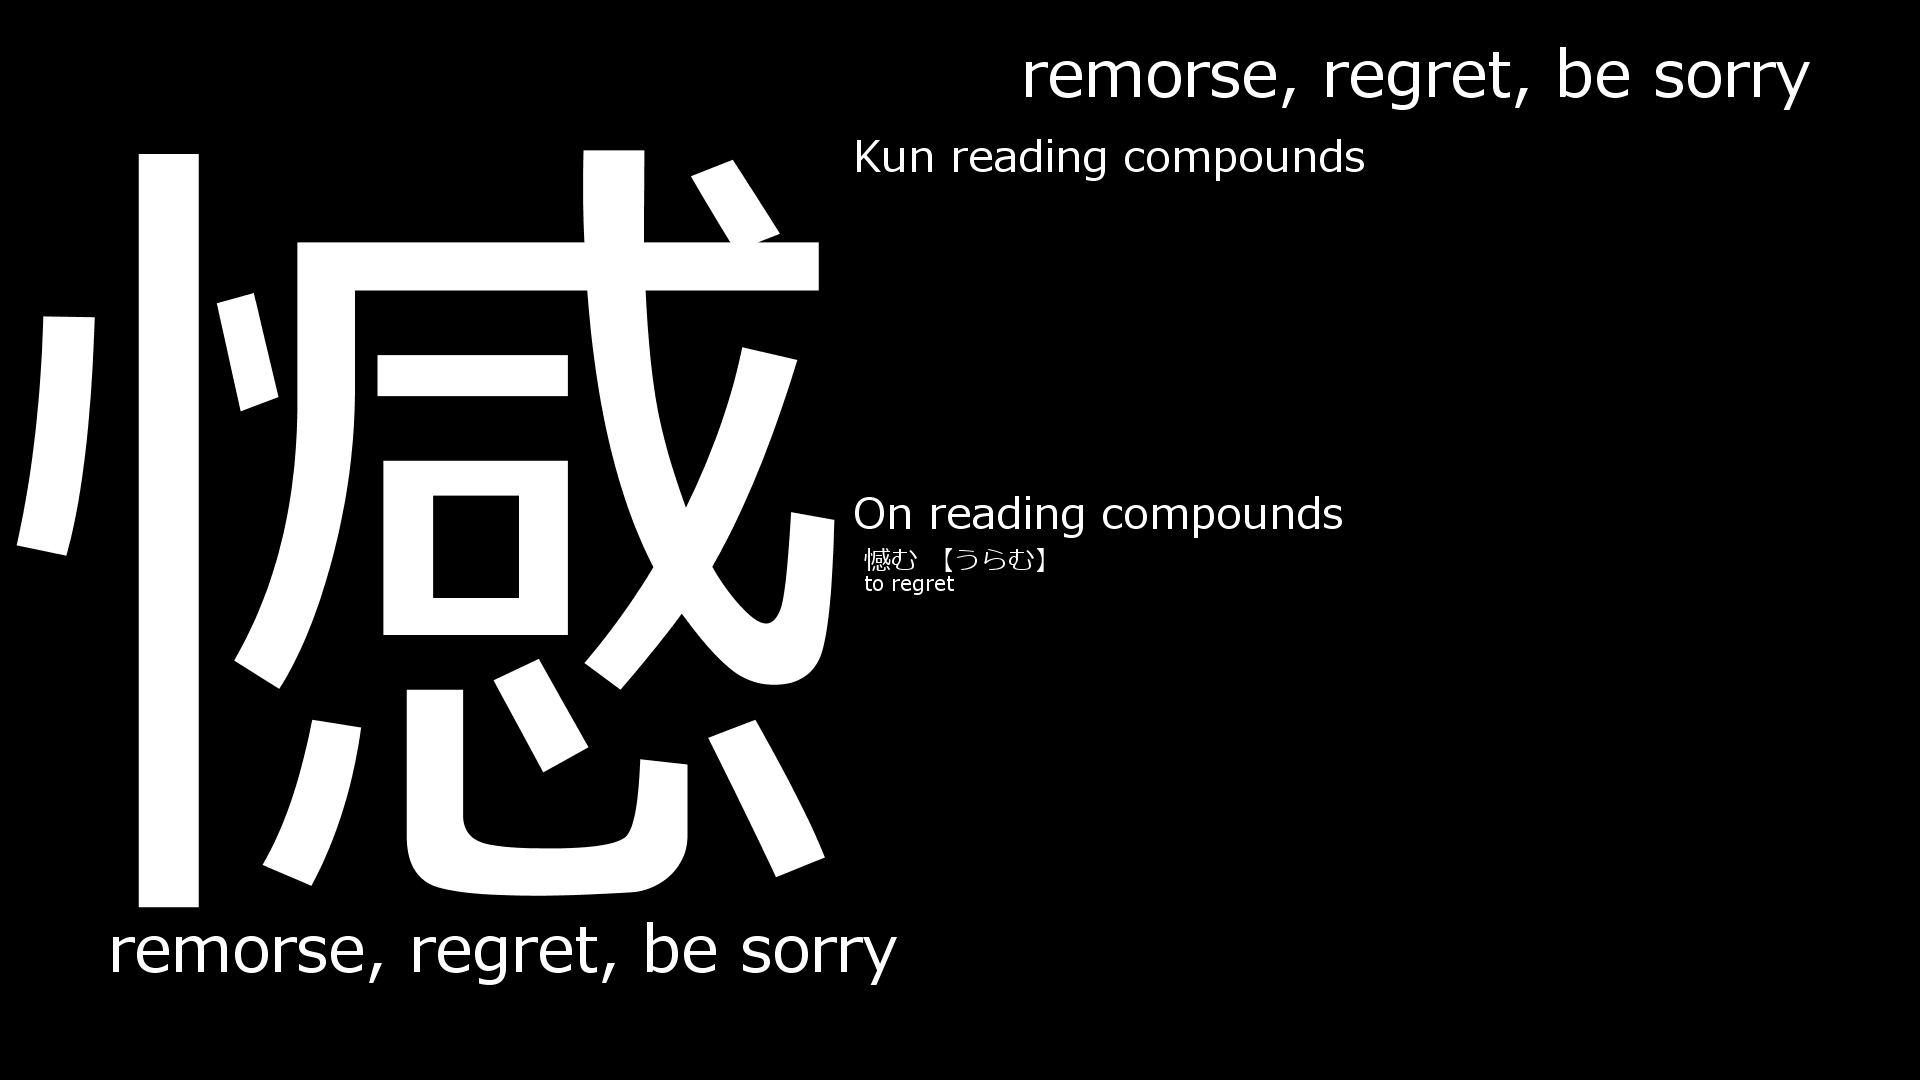 憾
remorse, regret, be sorry
remorse, regret, be sorry
Kun reading compounds
On reading compounds
憾む 【うらむ】
to regret